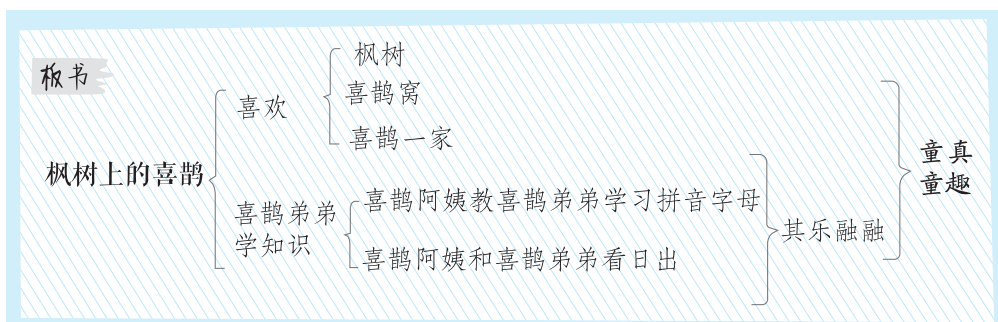 板书
枫树上的喜鹊
喜欢
枫树
喜鹊窝
喜鹊一家
喜鹊弟弟
学知识
喜鹊阿姨教喜鹊弟弟学习拼音字母
喜鹊阿姨和喜鹊弟弟看日出
其乐融融
童真
童趣